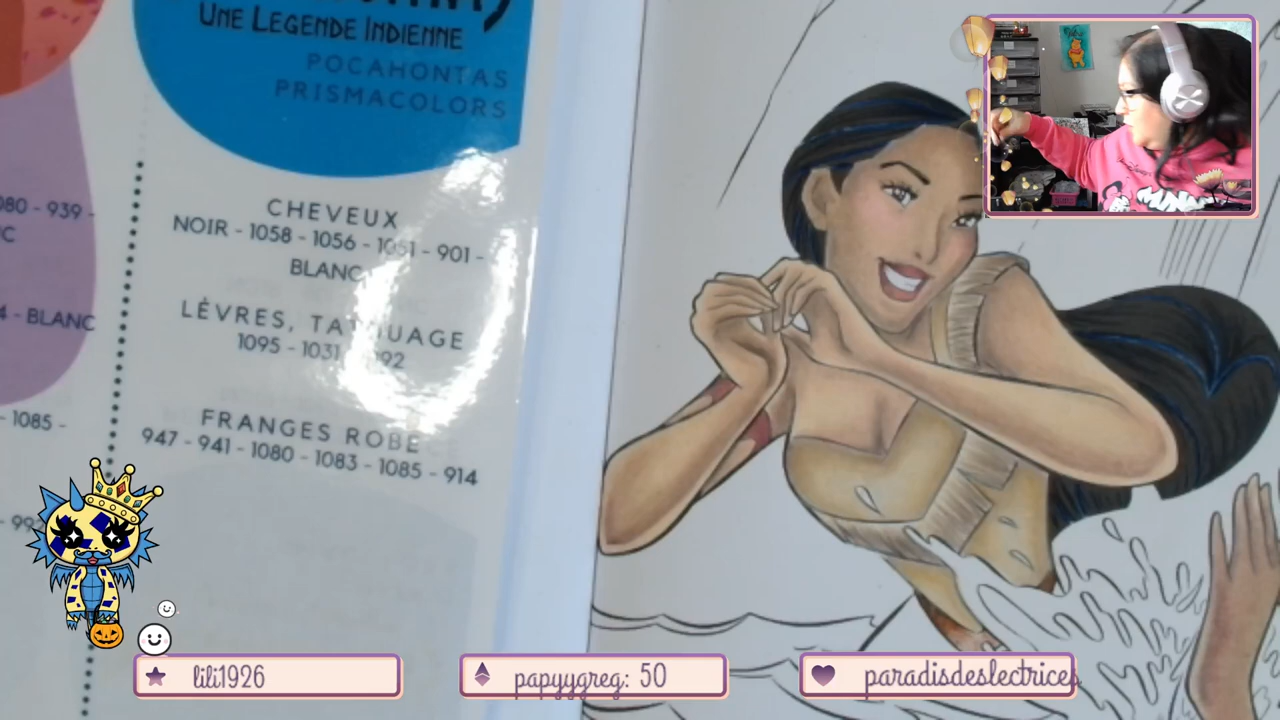 UNE LEGENDE INDIENNE
POCAHONTAS
PRISMACOLORS
080 - 939 -
CHEVEUX
NOIR - 1058 - 1056 - 1051 - 901 -
BLANC
- BLANC
LÈVRES, TATOUAGE
1095 - 1031
- 1085 -
FRANGES ROBE
947 - 941 - 1080 - 1083 - 1085 - 914
lili1926
papyygreg: 50
paradisdeslectrices